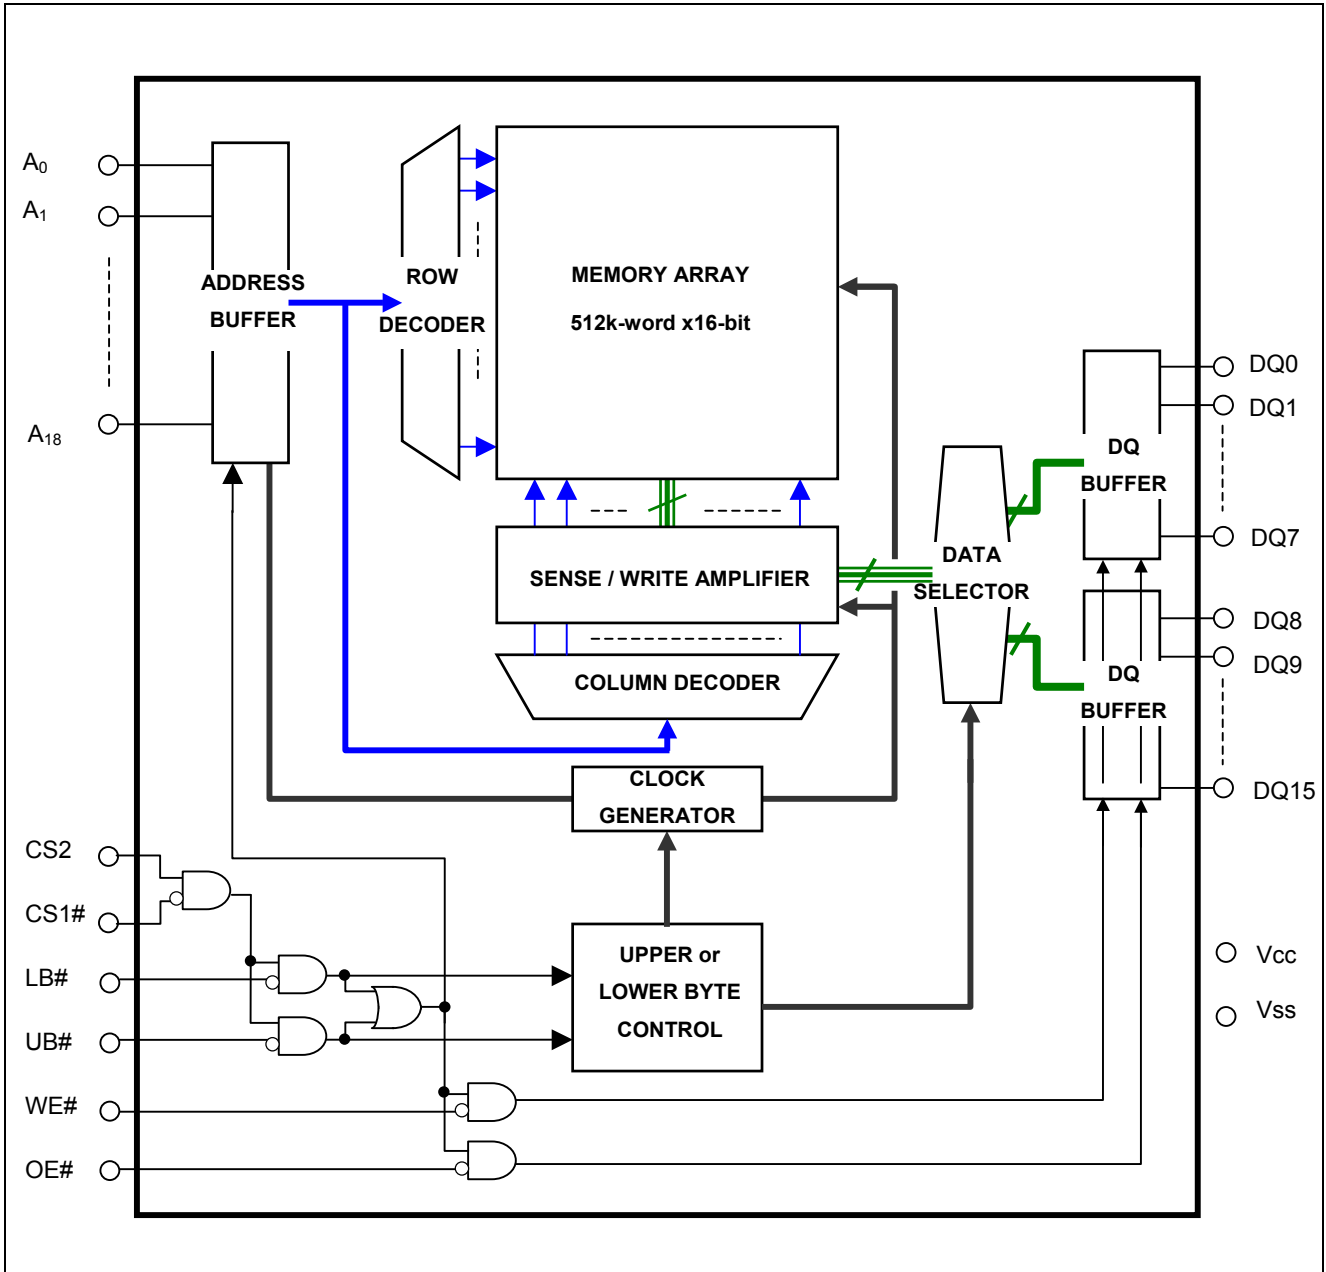 A0
A1
A18
ADDRESS
BUFFER
ROW
DECODER
MEMORY ARRAY
512k-word x16-bit
SENSE / WRITE AMPLIFIER
COLUMN DECODER
CLOCK
GENERATOR
DATA
SELECTOR
DQ
BUFFER
DQ
BUFFER
DQ0
DQ1
DQ7
DQ8
DQ9
DQ15
CS2
CS1#
LB#
UB#
WE#
OE#
UPPER or
LOWER BYTE
CONTROL
Vcc
Vss